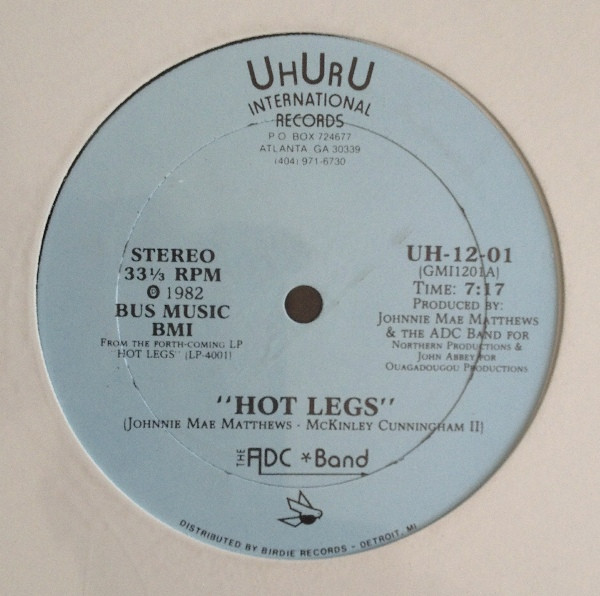 UHURU
INTERNATIONAL
RECORDS
P.O. BOX 724677
ATLANTA GA 30339
(404) 971-6730
STEREO
33⅓ RPM
℗ 1982
BUS MUSIC
BMI
FROM THE FORTH-COMING LP
HOT LEGS" (LP-4001)
UH-12-01
(GMI1201A)
TIME: 7:17
PRODUCED BY:
JOHNNIE MAE MATTHEWS
& THE ADC BAND FOR
NORTHERN PRODUCTIONS &
JOHN ABBEY FOR
OUAGADOUGOU PRODUCTIONS
"HOT LEGS"
(JOHNNIE MAE MATTHEWS - MCKINLEY CUNNINGHAM II)
THE ADC *Band
DISTRIBUTED BY BIRDIE RECORDS - DETROIT, MI